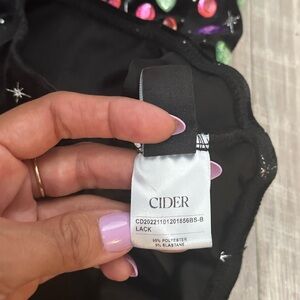 CIDER
CD20221101201856BS-B
LACK
95% POLYESTER
5% ELASTANE